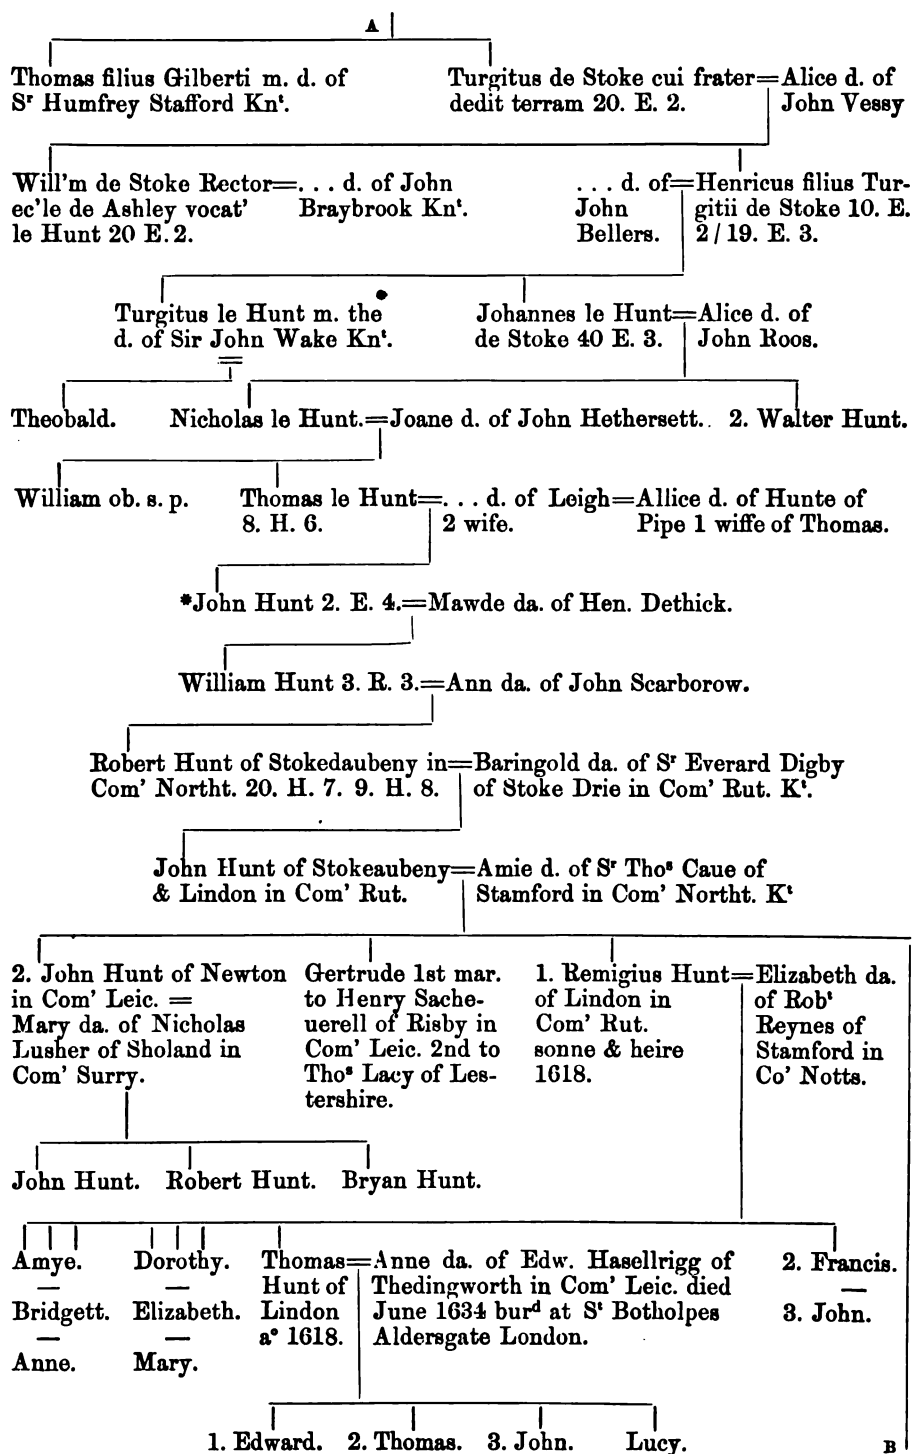 A
Thomas filius Gilberti m. d. of
Sʳ Humfrey Stafford Knᵗ.
Turgitus de Stoke cui frater=Alice d. of
dedit terram 20. E. 2. John Vessy
Will'm de Stoke Rector=. . . d. of John
ec'le de Ashley vocat' Braybrook Knᵗ.
le Hunt 20 E. 2.
. . . d. of=Henricus filius Tur-
John gitii de Stoke 10. E.
Bellers. 2 / 19. E. 3.
Turgitus le Hunt m. the
d. of Sir John Wake Knᵗ.
Johannes le Hunt=Alice d. of
de Stoke 40 E. 3. John Roos.
Theobald. Nicholas le Hunt.=Joane d. of John Hethersett. 2. Walter Hunt.
William ob. s. p. Thomas le Hunt=. . . d. of Leigh=Allice d. of Hunte of
8. H. 6. 2 wife. Pipe 1 wiffe of Thomas.
*John Hunt 2. E. 4.=Mawde da. of Hen. Dethick.
William Hunt 3. R. 3.=Ann da. of John Scarborow.
Robert Hunt of Stokedaubeny in=Baringold da. of Sʳ Everard Digby
Com' Northt. 20. H. 7. 9. H. 8. of Stoke Drie in Com' Rut. Kᵗ.
John Hunt of Stokeaubeny=Amie d. of Sʳ Thoˢ Caue of
& Lindon in Com' Rut. Stamford in Com' Northt. Kᵗ
2. John Hunt of Newton
in Com' Leic. =
Mary da. of Nicholas
Lusher of Sholand in
Com' Surry.
Gertrude 1st mar.
to Henry Sache-
uerell of Risby in
Com' Leic. 2nd to
Thoˢ Lacy of Les-
tershire.
1. Remigius Hunt=Elizabeth da.
of Lindon in of Robᵗ
Com' Rut. Reynes of
sonne & heire Stamford in
1618. Co' Notts.
John Hunt. Robert Hunt. Bryan Hunt.
Amye.
Bridgett.
Anne.
Dorothy.
Elizabeth.
Mary.
Thomas=Anne da. of Edw. Hasellrigg of
Hunt of Thedingworth in Com' Leic. died
Lindon June 1634 burᵈ at Sᵗ Botholpes
aᵒ 1618. Aldersgate London.
2. Francis.
3. John.
1. Edward. 2. Thomas. 3. John. Lucy.
B